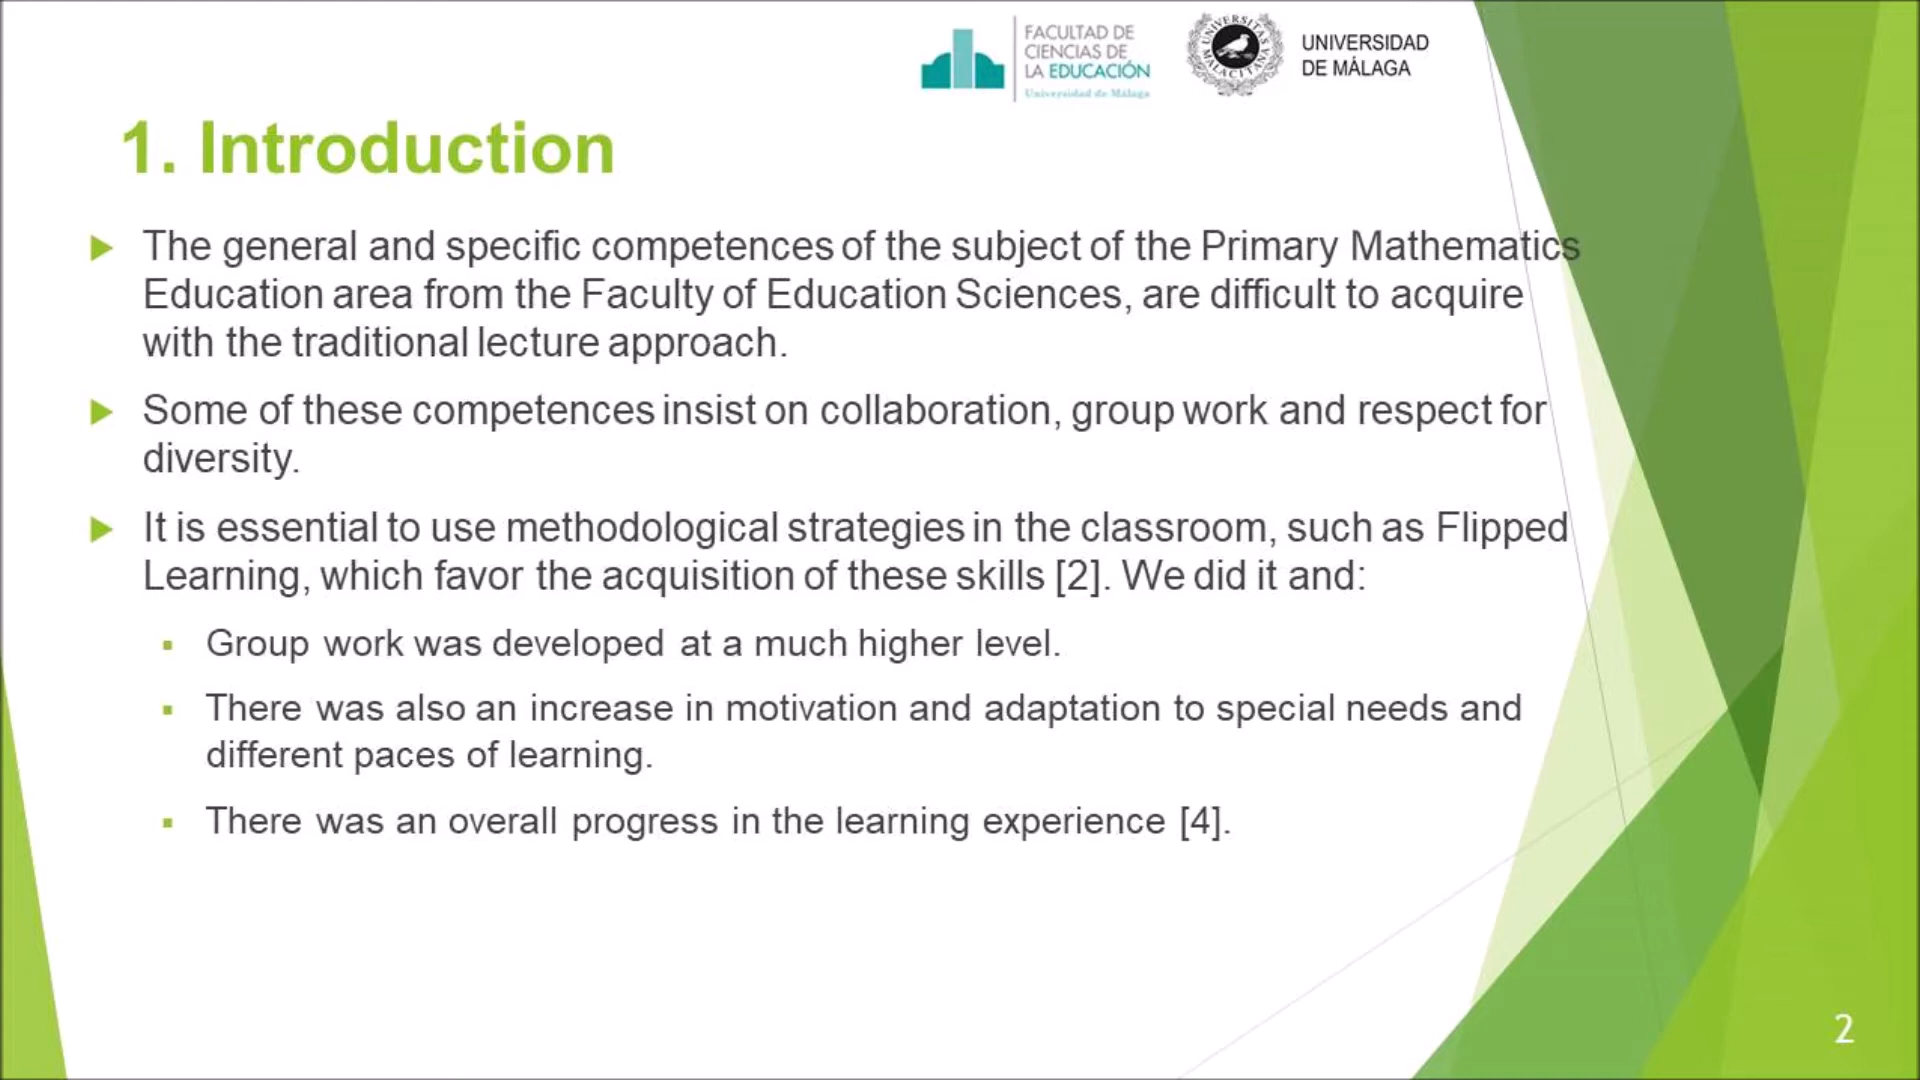 FACULTAD DE
CIENCIAS DE
LA EDUCACIÓN
Universidad de Málaga
UNIVERSITAS MALACITANA
UNIVERSIDAD
DE MÁLAGA
1. Introduction
The general and specific competences of the subject of the Primary Mathematics
Education area from the Faculty of Education Sciences, are difficult to acquire
with the traditional lecture approach.
Some of these competences insist on collaboration, group work and respect for
diversity.
It is essential to use methodological strategies in the classroom, such as Flipped
Learning, which favor the acquisition of these skills [2]. We did it and:
Group work was developed at a much higher level.
There was also an increase in motivation and adaptation to special needs and
different paces of learning.
There was an overall progress in the learning experience [4].
2